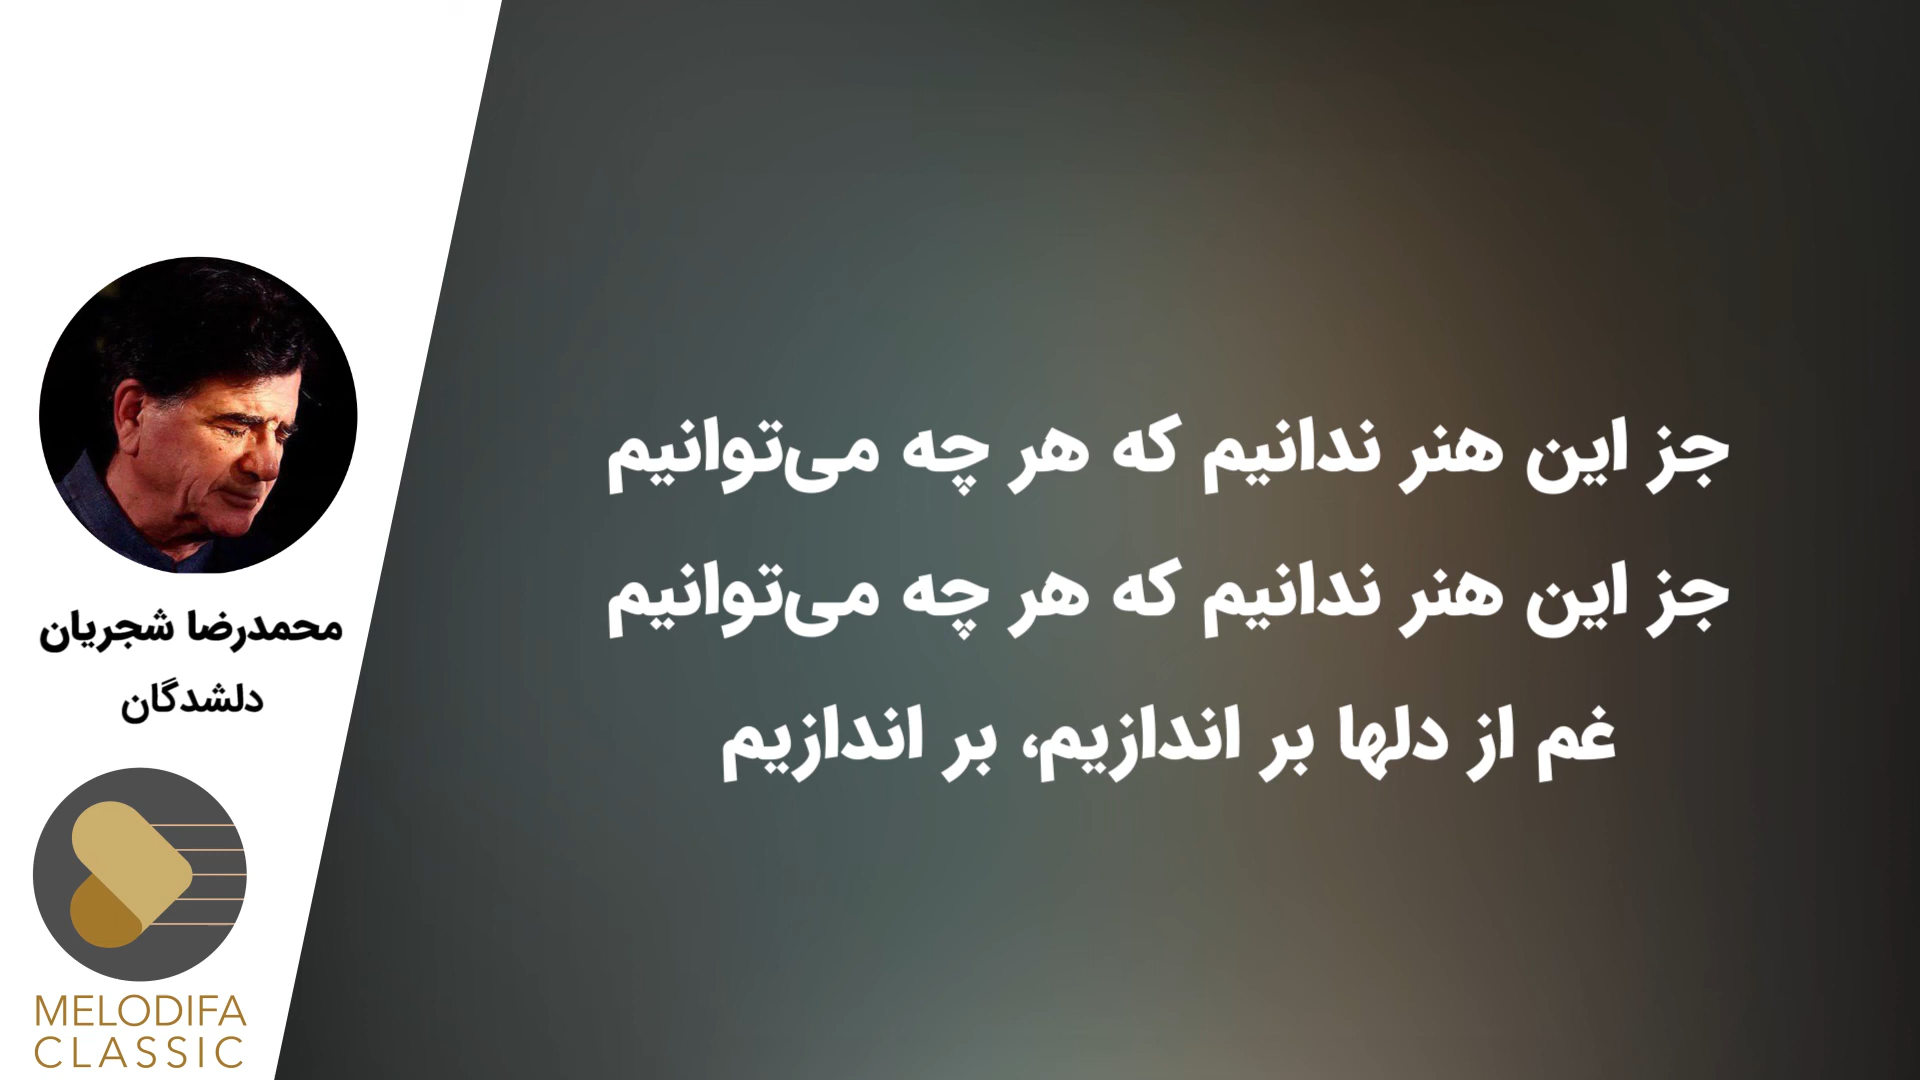 جز این هنر ندانیم که هر چه می‌توانیم
جز این هنر ندانیم که هر چه می‌توانیم
غم از دلها بر اندازیم، بر اندازیم
محمدرضا شجریان
دلشدگان
MELODIFA
CLASSIC